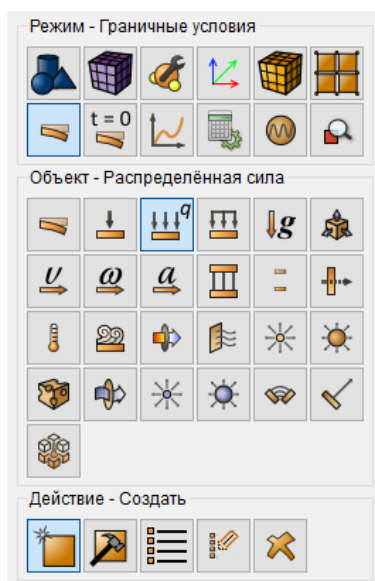 Режим - Граничные условия
t = 0
Объект - Распределённая сила
q
g
υ ω a
Действие - Создать